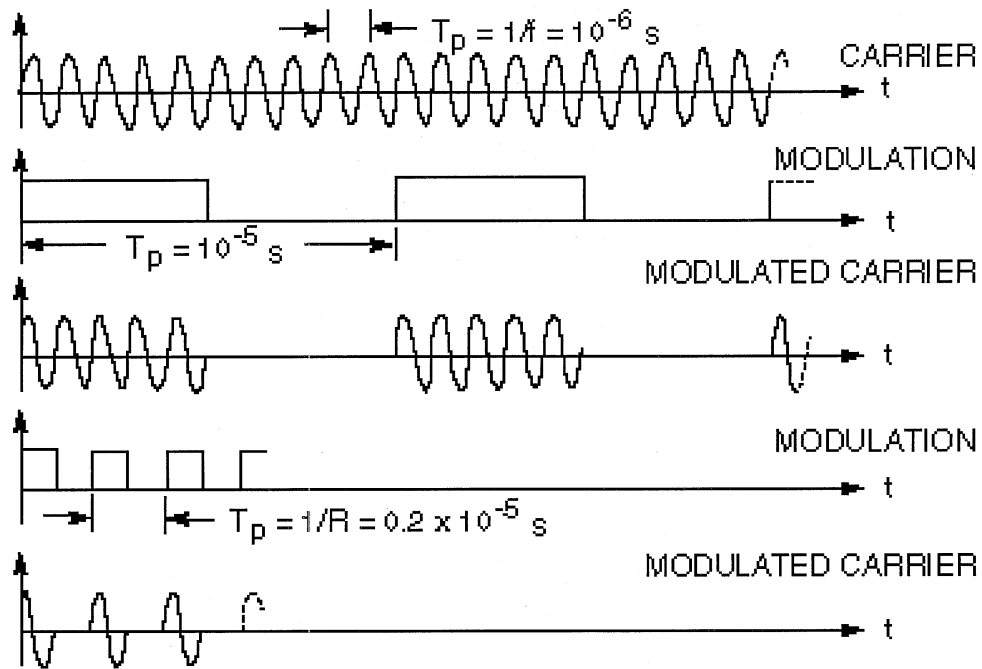 Tp = 1/f = 10-6 s
CARRIER
t
MODULATION
t
Tp = 10-5 s
MODULATED CARRIER
t
MODULATION
t
Tp = 1/R = 0.2 x 10-5 s
MODULATED CARRIER
t